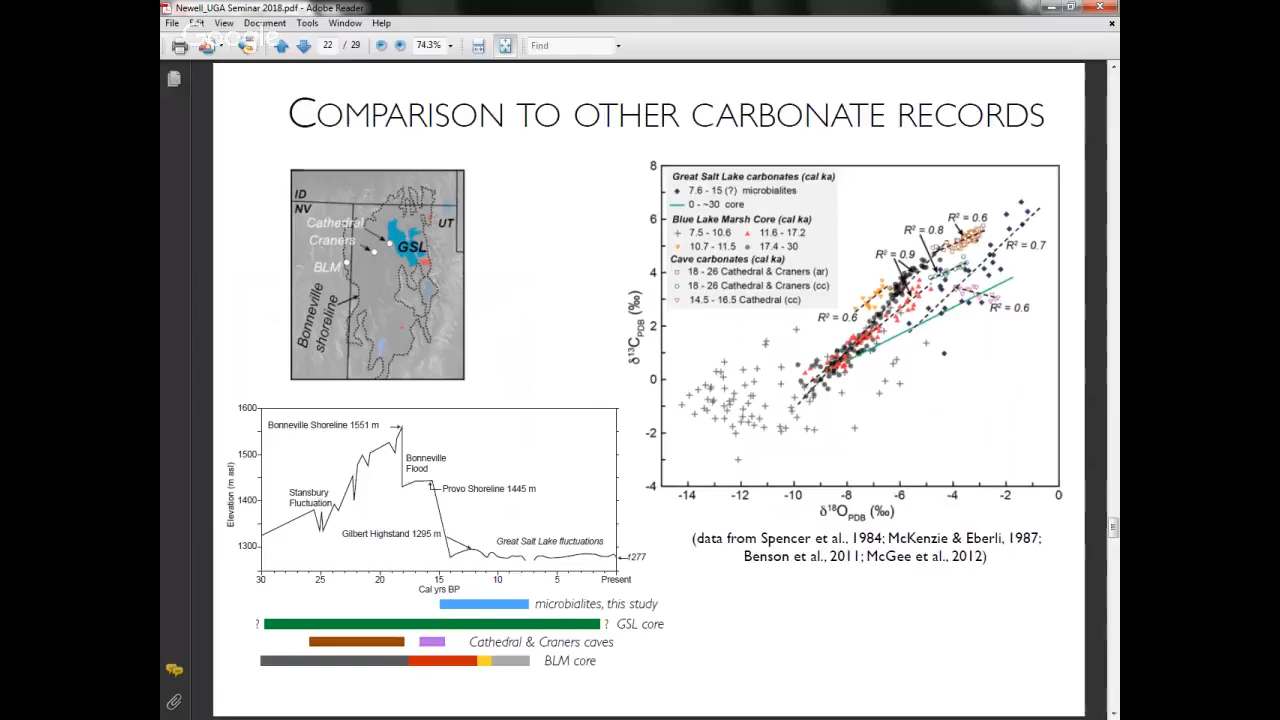 Newell_UGA Seminar 2018.pdf - Adobe Reader
File Edit View Document Tools Window Help
Google
22 / 29 74.3% Find
COMPARISON TO OTHER CARBONATE RECORDS
ID
NV
UT
Cathedral
Craners
GSL
BLM
Bonneville
shoreline
8
6
4
2
0
-2
-4
δ13CPDB (‰)
Great Salt Lake carbonates (cal ka)
7.6 - 15 (?) microbialites
0 - ~30 core
Blue Lake Marsh Core (cal ka)
7.5 - 10.6 11.6 - 17.2
10.7 - 11.5 17.4 - 30
Cave carbonates (cal ka)
18 - 26 Cathedral & Craners (ar)
18 - 26 Cathedral & Craners (cc)
14.5 - 16.5 Cathedral (cc)
R² = 0.6
R² = 0.8
R² = 0.7
R² = 0.9
R² = 0.6
R² = 0.6
-14 -12 -10 -8 -6 -4 -2 0
δ18OPDB (‰)
(data from Spencer et al., 1984; McKenzie & Eberli, 1987;
Benson et al., 2011; McGee et al., 2012)
1600
1500
1400
1300
Elevation (m asl)
Bonneville Shoreline 1551 m
Bonneville
Flood
Stansbury
Fluctuation
Provo Shoreline 1445 m
Gilbert Highstand 1295 m
Great Salt Lake fluctuations
1277
30 25 20 15 10 5 Present
Cal yrs BP
microbialites, this study
? ? GSL core
Cathedral & Craners caves
BLM core